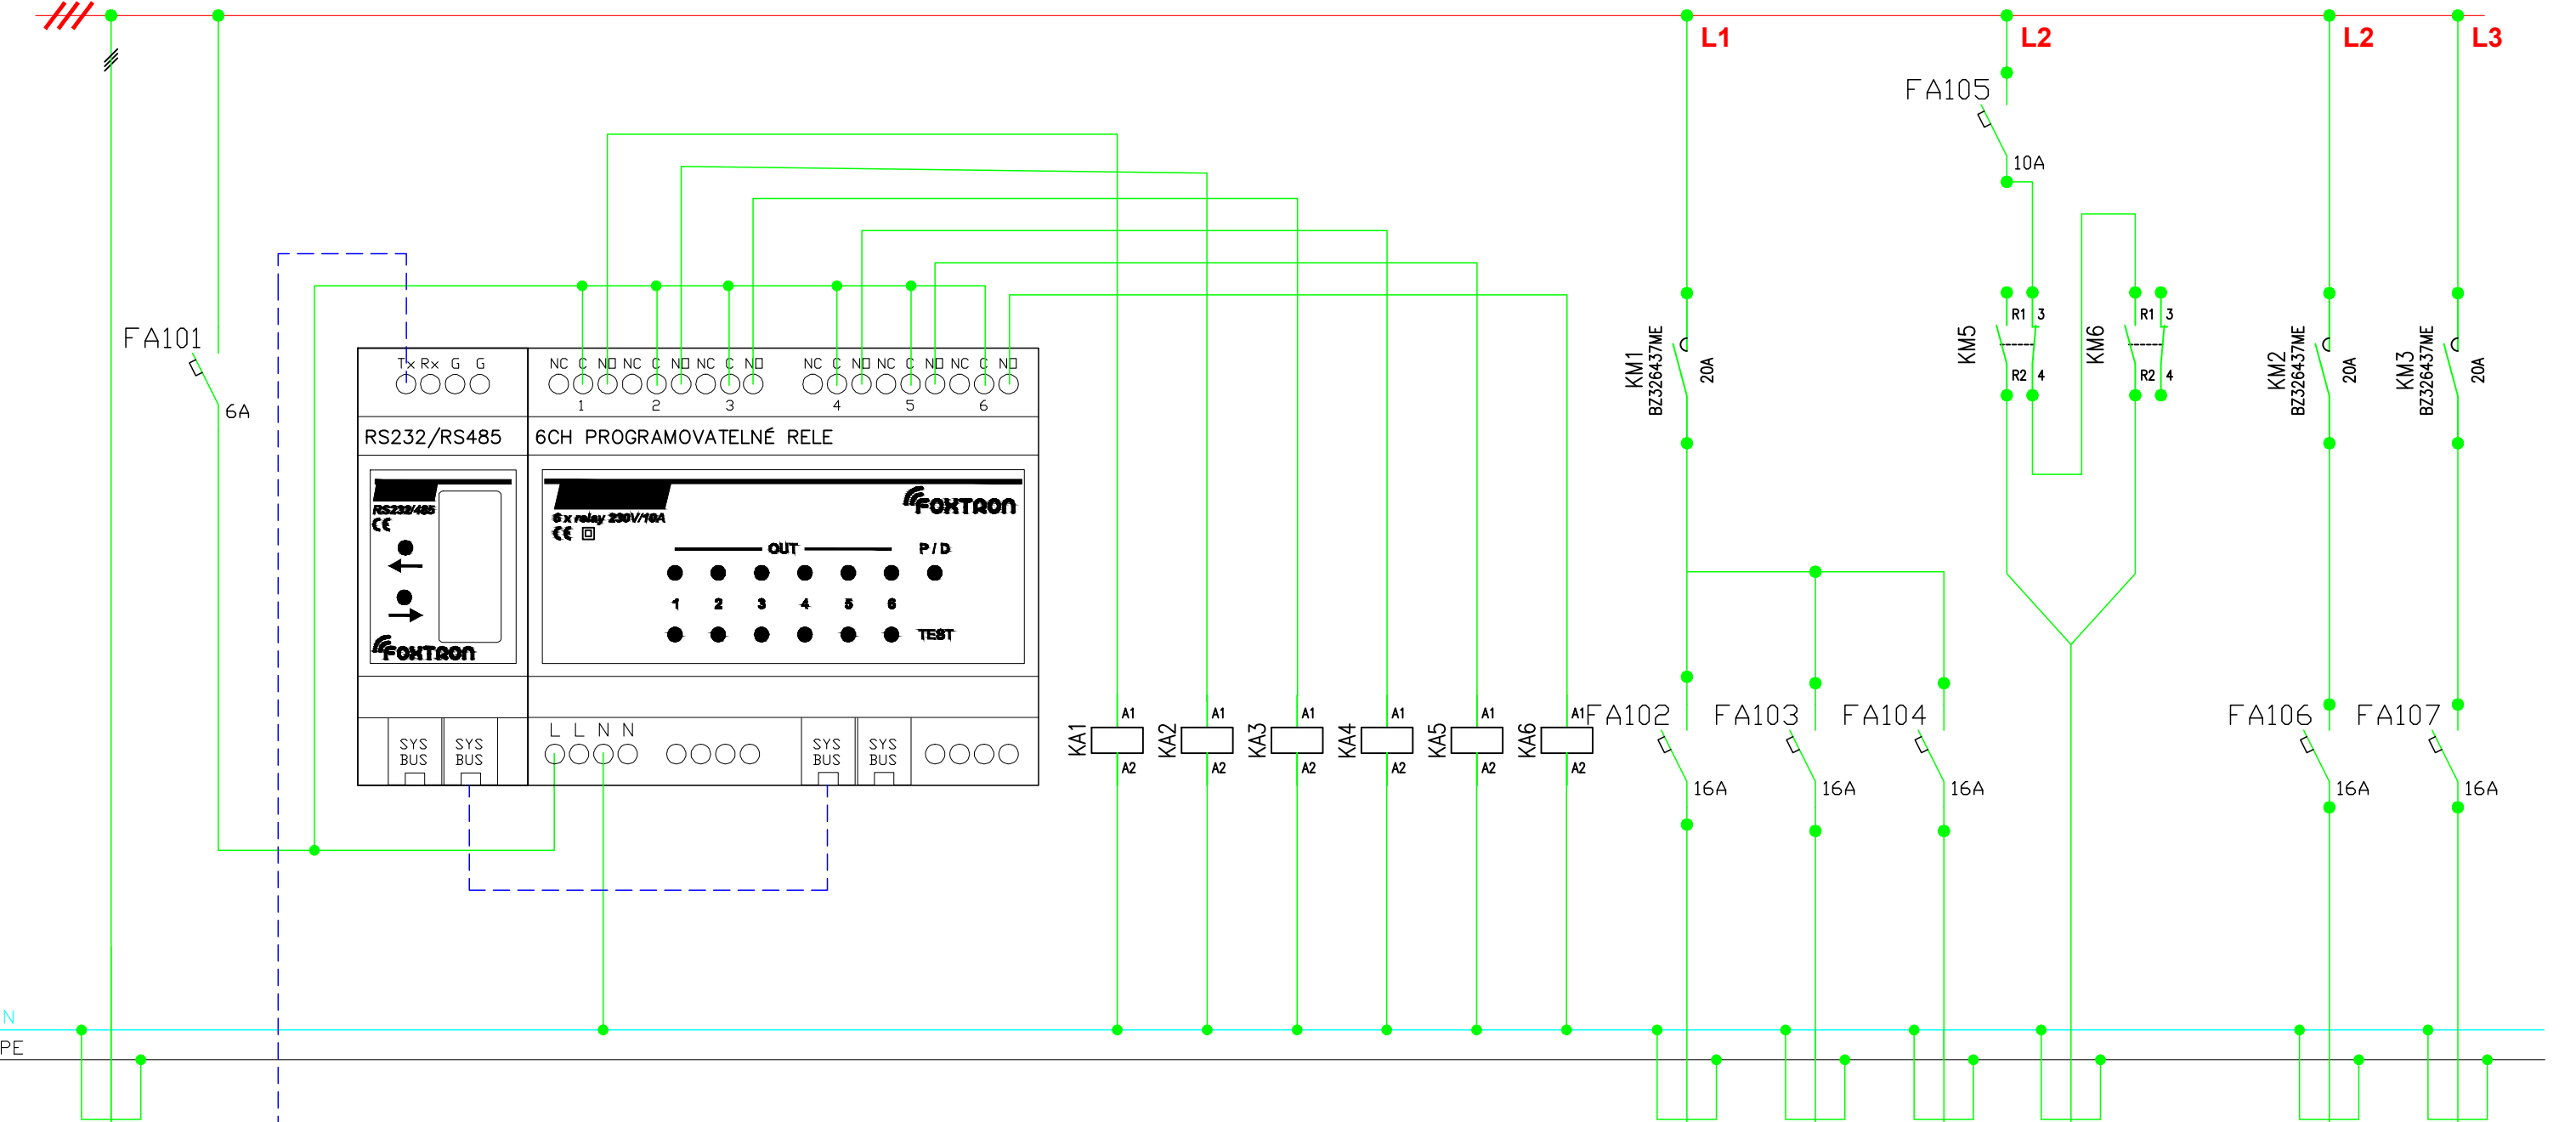 L1 L2 L2 L3
FA105
10A
FA101
6A
Tx Rx G G
NC C NO NC C NO NC C NO NC C NO NC C NO NC C NO
1 2 3 4 5 6
RS232/RS485
6CH PROGRAMOVATELNÉ RELE
RS232/485
CE
FOXTRON
6 x relay 230V/10A
CE
FOXTRON
OUT P / D
1 2 3 4 5 6
TEST
SYS BUS
SYS BUS
L L N N
SYS BUS
SYS BUS
KA1 A1 A2
KA2 A1 A2
KA3 A1 A2
KA4 A1 A2
KA5 A1 A2
KA6 A1 A2
KM1
BZ326437ME
20A
KM5
R1 3
R2 4
KM6
R1 3
R2 4
KM2
BZ326437ME
20A
KM3
BZ326437ME
20A
FA102
16A
FA103
16A
FA104
16A
FA106
16A
FA107
16A
N
PE